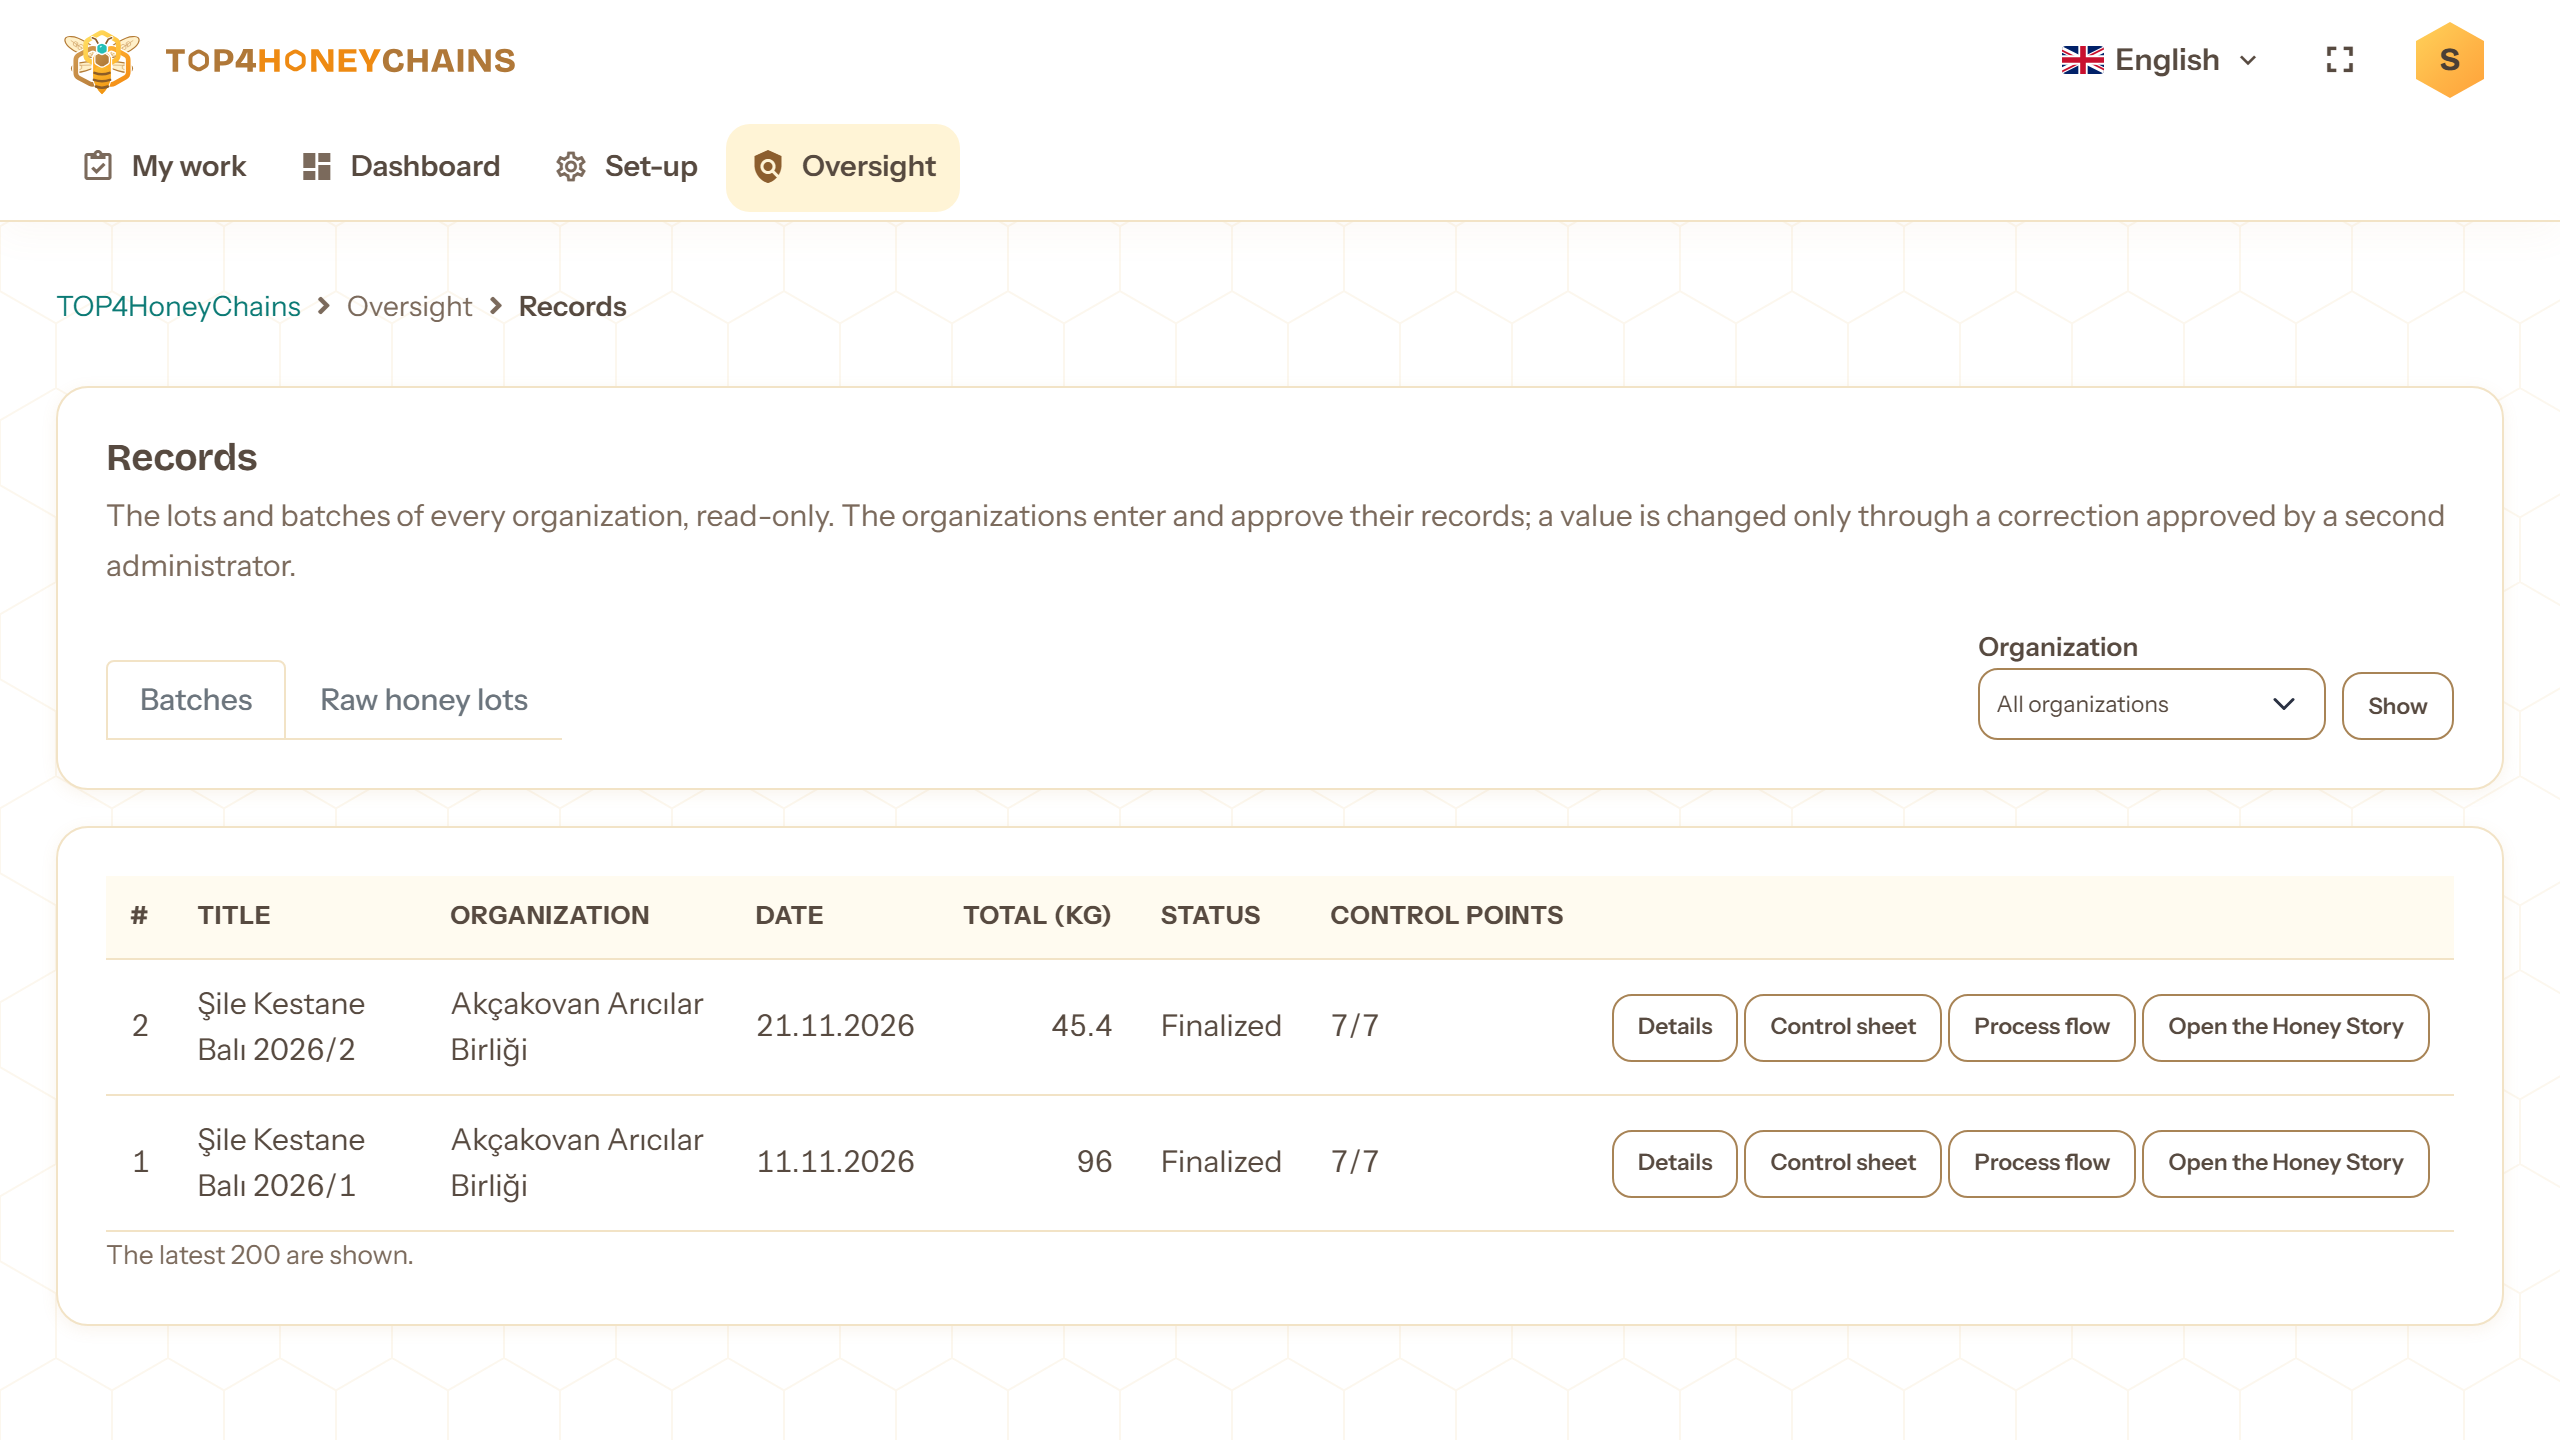 TOP4HONEYCHAINS
English
S
My work
Dashboard
Set-up
Oversight
TOP4HoneyChains > Oversight > Records
Records
The lots and batches of every organization, read-only. The organizations enter and approve their records; a value is changed only through a correction approved by a second
administrator.
Organization
Batches
Raw honey lots
All organizations
Show
# TITLE ORGANIZATION DATE TOTAL (KG) STATUS CONTROL POINTS
2 Şile Kestane Balı 2026/2 Akçakovan Arıcılar Birliği 21.11.2026 45.4 Finalized 7/7 Details Control sheet Process flow Open the Honey Story
1 Şile Kestane Balı 2026/1 Akçakovan Arıcılar Birliği 11.11.2026 96 Finalized 7/7 Details Control sheet Process flow Open the Honey Story
The latest 200 are shown.